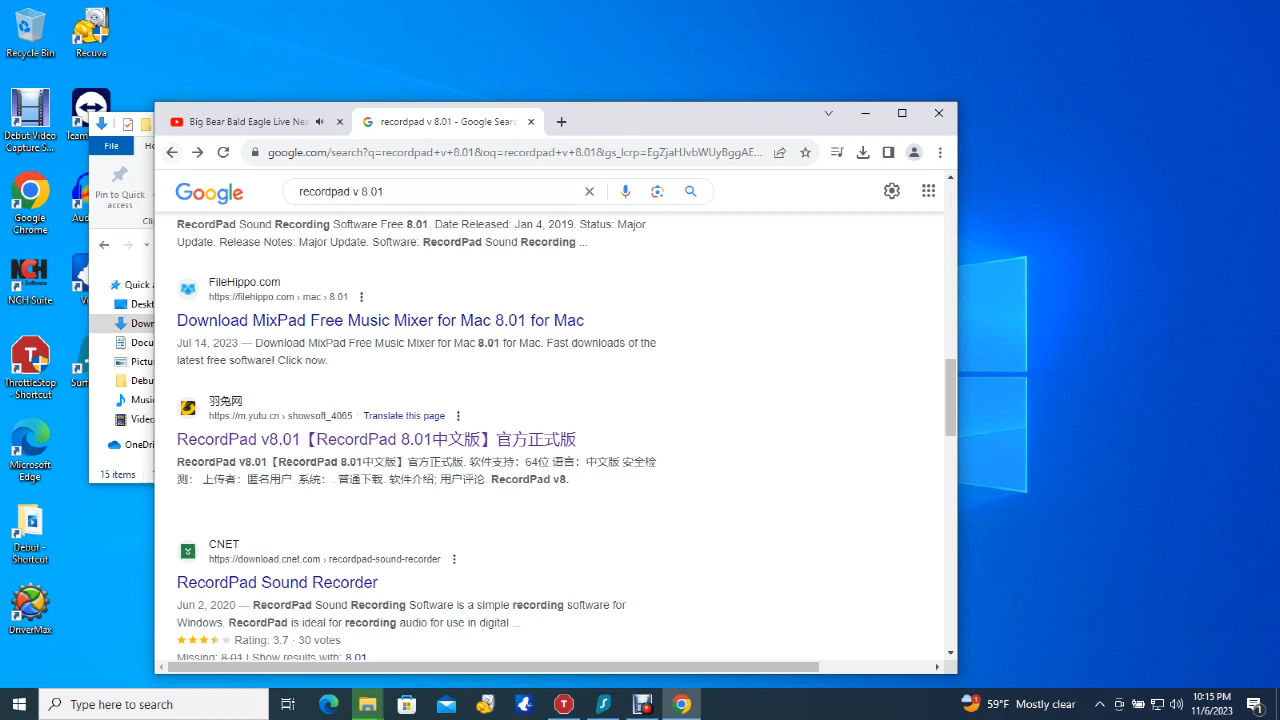 Recycle Bin
Recuva
Debut Video Capture S...
Team
Google Chrome
Aud
NCH Suite
ThrottleStop - Shortcut
Surf
Microsoft Edge
Debut - Shortcut
DriverMax
File
Pin to Quick access
Quick a
Deskt
Down
Docu
Pictur
Debu
Music
Video
OneDri
15 items
Big Bear Bald Eagle Live Nes
recordpad v 8.01 - Google Searc
google.com/search?q=recordpad+v+8.01&oq=recordpad+v+8.01&gs_lcrp=EgZjaHJvbWUyBggAE...
Google
recordpad v 8.01
RecordPad Sound Recording Software Free 8.01. Date Released: Jan 4, 2019. Status: Major
Update. Release Notes: Major Update. Software: RecordPad Sound Recording ...
FileHippo.com
https://filehippo.com › mac › 8.01
Download MixPad Free Music Mixer for Mac 8.01 for Mac
Jul 14, 2023 — Download MixPad Free Music Mixer for Mac 8.01 for Mac. Fast downloads of the
latest free software! Click now.
羽兔网
https://m.yutu.cn › showsoft_4065 · Translate this page
RecordPad v8.01【RecordPad 8.01中文版】官方正式版
RecordPad v8.01【RecordPad 8.01中文版】官方正式版. 软件支持：64位 语言：中文版 安全检
测： 上传者：匿名用户. 系统：. 普通下载. 软件介绍; 用户评论. RecordPad v8.
CNET
https://download.cnet.com › recordpad-sound-recorder
RecordPad Sound Recorder
Jun 2, 2020 — RecordPad Sound Recording Software is a simple recording software for
Windows. RecordPad is ideal for recording audio for use in digital ...
Rating: 3.7 · 30 votes
Missing: 8.01 | Show results with: 8.01
Type here to search
59°F Mostly clear
10:15 PM
11/6/2023